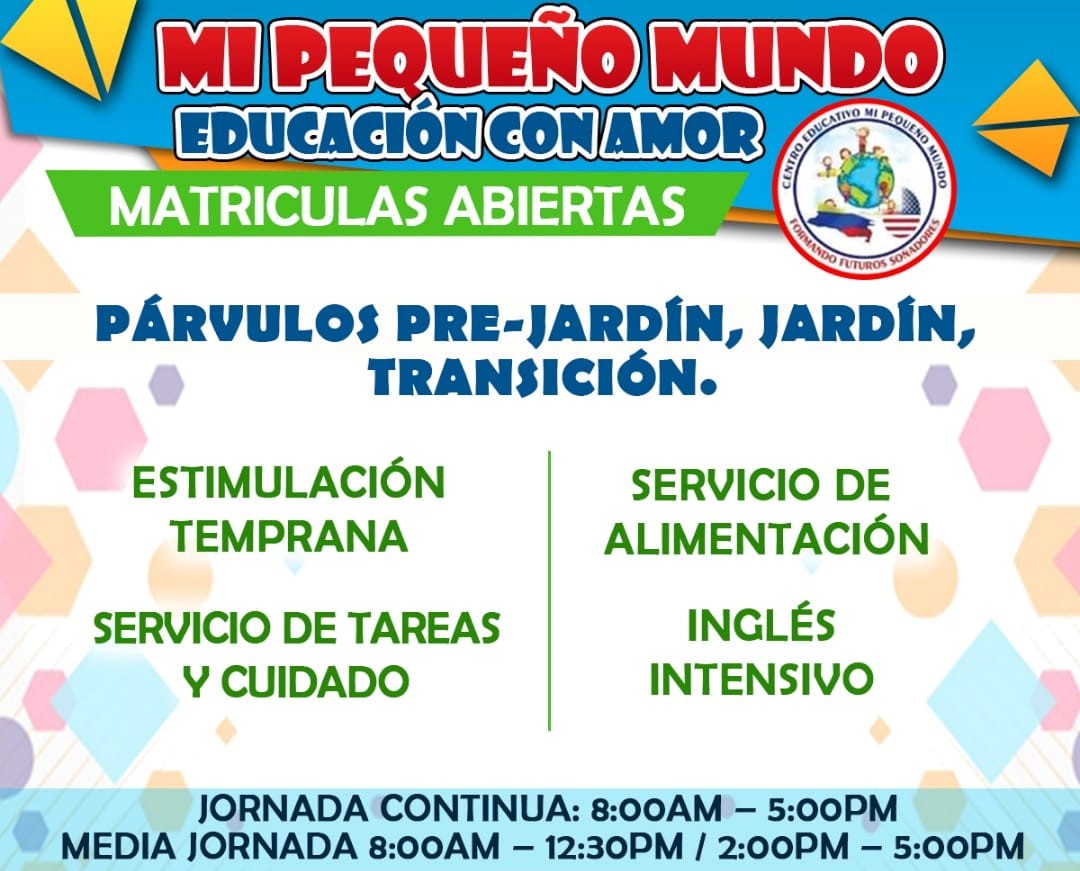 MI PEQUEÑO MUNDO
EDUCACIÓN CON AMOR
MATRICULAS ABIERTAS
CENTRO EDUCATIVO MI PEQUEÑO MUNDO
FORMANDO FUTUROS SOÑADORES
PÁRVULOS PRE-JARDÍN, JARDÍN,
TRANSICIÓN.
ESTIMULACIÓN
TEMPRANA
SERVICIO DE TAREAS
Y CUIDADO
SERVICIO DE
ALIMENTACIÓN
INGLÉS
INTENSIVO
JORNADA CONTINUA: 8:00AM – 5:00PM
MEDIA JORNADA 8:00AM – 12:30PM / 2:00PM – 5:00PM